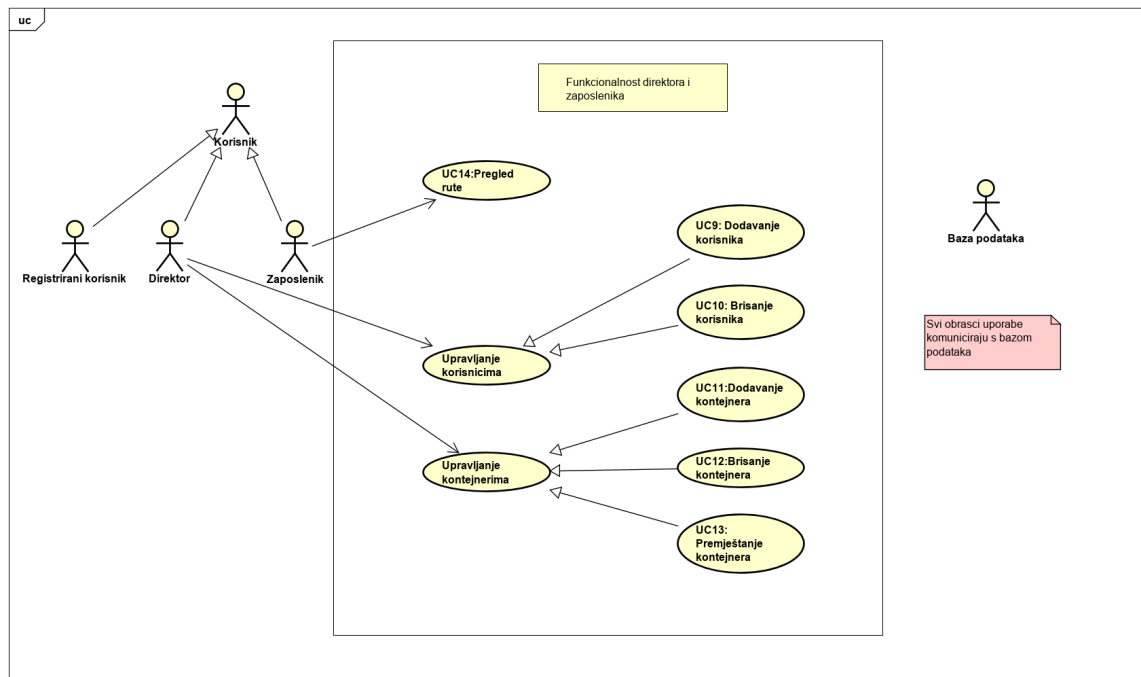 uc
Funkcionalnost direktora i
zaposlenika
Korisnik
UC14:Pregled
rute
UC9: Dodavanje
korisnika
Baza podataka
Registrirani korisnik
Direktor
Zaposlenik
UC10: Brisanje
korisnika
Svi obrasci uporabe
komuniciraju s bazom
podataka
Upravljanje
korisnicima
UC11:Dodavanje
kontejnera
Upravljanje
kontejnerima
UC12:Brisanje
kontejnera
UC13:
Premještanje
kontejnera